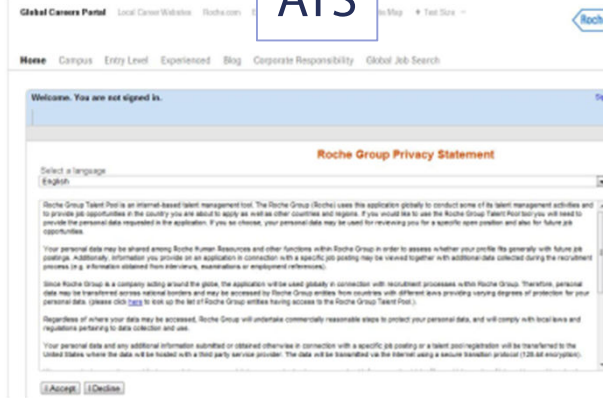 ATS
Global Careers Portal Local Career Websites Roche.com Map Text Size
Roch
Home Campus Entry Level Experienced Blog Corporate Responsibility Global Job Search
Welcome. You are not signed in.
Roche Group Privacy Statement
Select a language
English
Roche Group Talent Pool is an internet-based talent management tool. The Roche Group (Roche) uses this application globally to conduct some of its talent management activities and
to provide job opportunities in the country you are about to apply as well as other countries and regions. If you would like to use the Roche Group Talent Pool tool you will need to
provide the personal data requested in the application. If you so choose, your personal data may be used for reviewing you for a specific open position and also for future job
opportunities.
Your personal data may be shared among Roche Human Resources and other functions within Roche Group in order to assess whether your profile fits generally with future job
postings. Additionally, information you provide on an application in connection with a specific job posting may be viewed together with additional data collected during the recruitment
process (e.g. information obtained from interviews, examinations or employment references).
Since Roche Group is a company acting around the globe, the application will be used globally in connection with recruitment processes within Roche Group. Therefore, personal
data may be transferred across national borders and may be accessed by Roche Group entities from countries with different laws providing varying degrees of protection for your
personal data. (please click here to look up the list of Roche Group entities having access to the Roche Group Talent Pool.).
Regardless of where your data may be accessed, Roche Group will undertake commercially reasonable steps to protect your personal data, and will comply with local laws and
regulations pertaining to data collection and use.
Your personal data and any additional information submitted or obtained otherwise in connection with a specific job posting or a talent pool registration will be transferred to the
United States where the data will be hosted with a third party service provider. The data will be transmitted via the internet using a secure transition protocol (128-bit encryption).
I Accept I Decline